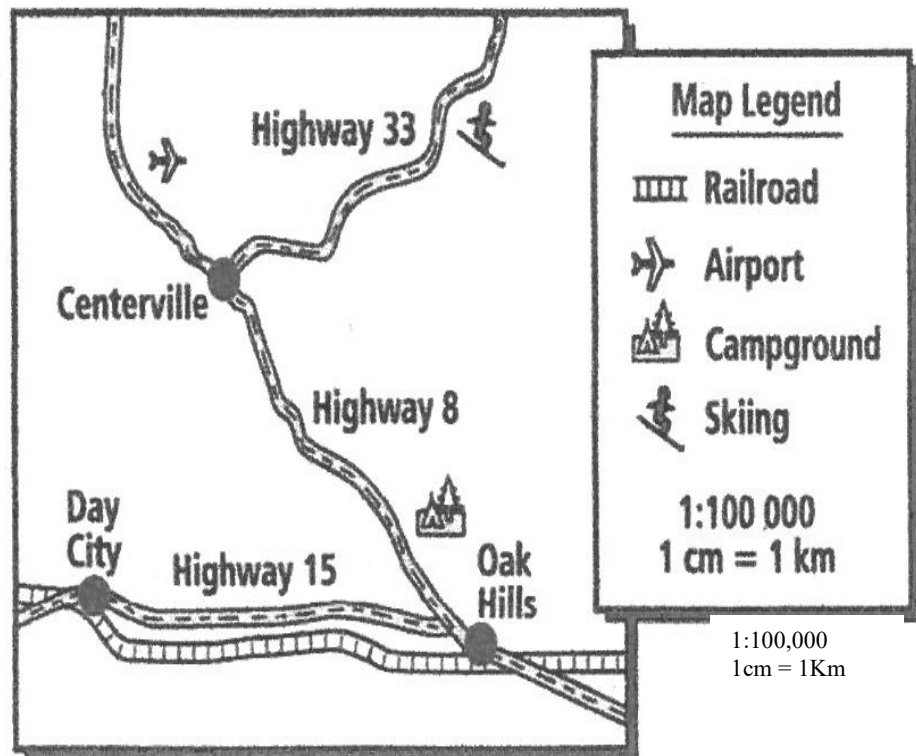 Highway 33
Centerville
Highway 8
Day
City
Highway 15
Oak
Hills
Map Legend
Railroad
Airport
Campground
Skiing
1:100 000
1 cm = 1 km
1:100,000
1cm = 1Km